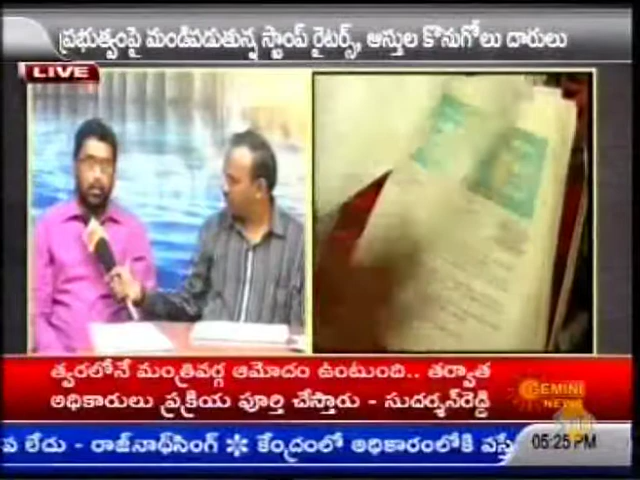 ప్రభుత్వంపై మండిపడుతున్న స్టాంప్ రైటర్స్, ఆస్తుల కొనుగోలు దారులు
LIVE
త్వరలోనే మంత్రివర్గ ఆమోదం ఉంటుంది.. తర్వాత
అధికారులు ప్రక్రియ పూర్తి చేస్తారు - సుదర్శన్‌రెడ్డి
GEMINI
NEWS
లేదు - రాజ్‌నాథ్‌సింగ్ ❇ కేంద్రంలో అధికారంలోకి వస్తే
05:25 PM